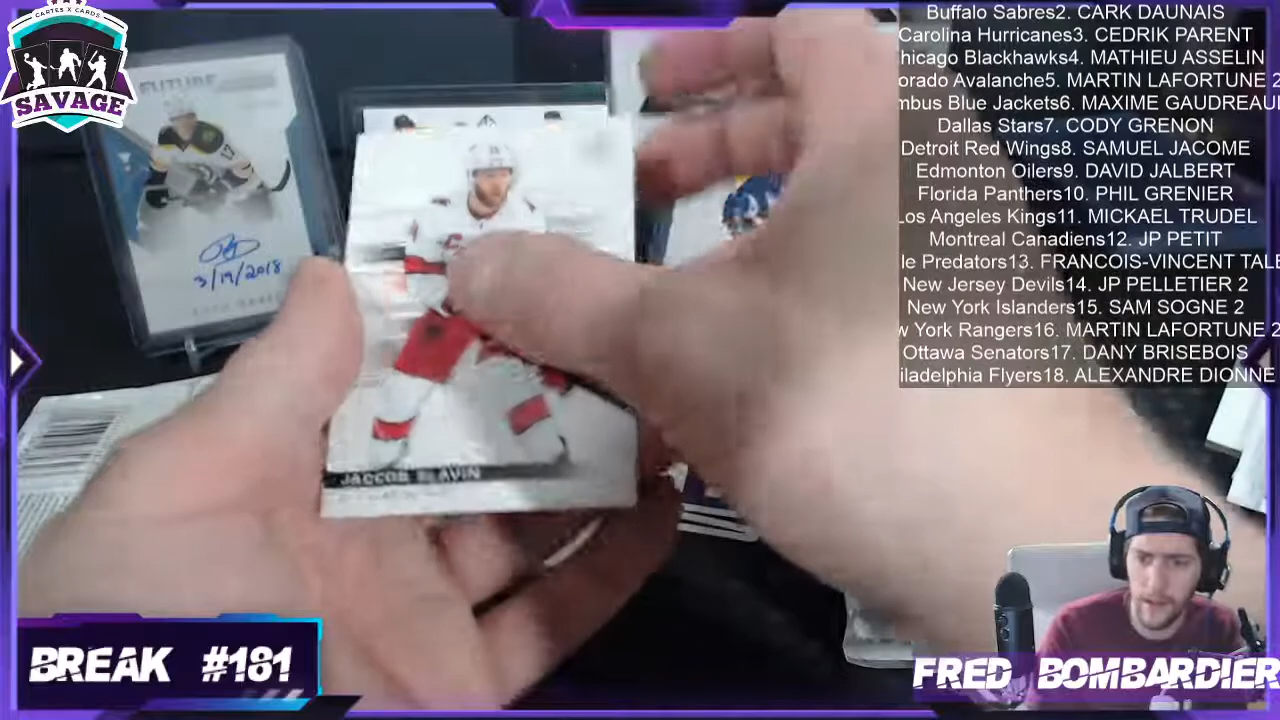 CARTES X CARDS
SAVAGE
FUTURE
3/19/2018
JACCOB SLAVIN
Buffalo Sabres2. CARK DAUNAIS
Carolina Hurricanes3. CEDRIK PARENT
hicago Blackhawks4. MATHIEU ASSELIN
orado Avalanche5. MARTIN LAFORTUNE 2
mbus Blue Jackets6. MAXIME GAUDREAU
Dallas Stars7. CODY GRENON
Detroit Red Wings8. SAMUEL JACOME
Edmonton Oilers9. DAVID JALBERT
Florida Panthers10. PHIL GRENIER
Los Angeles Kings11. MICKAEL TRUDEL
Montreal Canadiens12. JP PETIT
le Predators13. FRANCOIS-VINCENT TALE
New Jersey Devils14. JP PELLETIER 2
New York Islanders15. SAM SOGNE 2
w York Rangers16. MARTIN LAFORTUNE 2
Ottawa Senators17. DANY BRISEBOIS
iladelphia Flyers18. ALEXANDRE DIONNE
BREAK #181
FRED BOMBARDIER